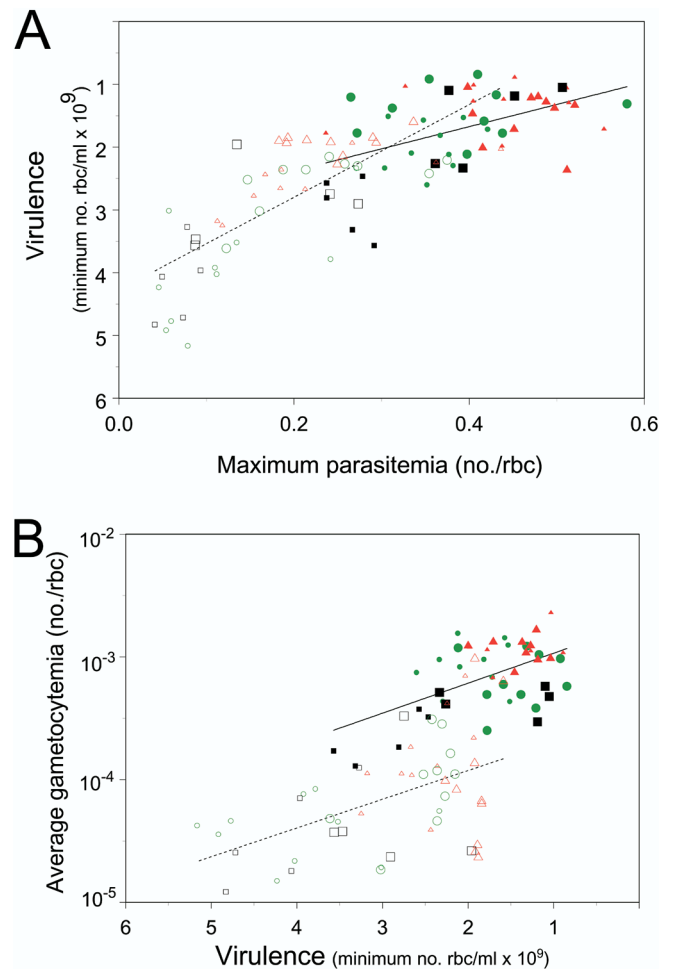 A
1
2
3
4
5
6
Virulence
(minimum no. rbc/ml x 10⁹)
0.0 0.2 0.4 0.6
Maximum parasitemia (no./rbc)
B
10⁻²
10⁻³
10⁻⁴
10⁻⁵
Average gametocytemia (no./rbc)
6 5 4 3 2 1
Virulence (minimum no. rbc/ml x 10⁹)